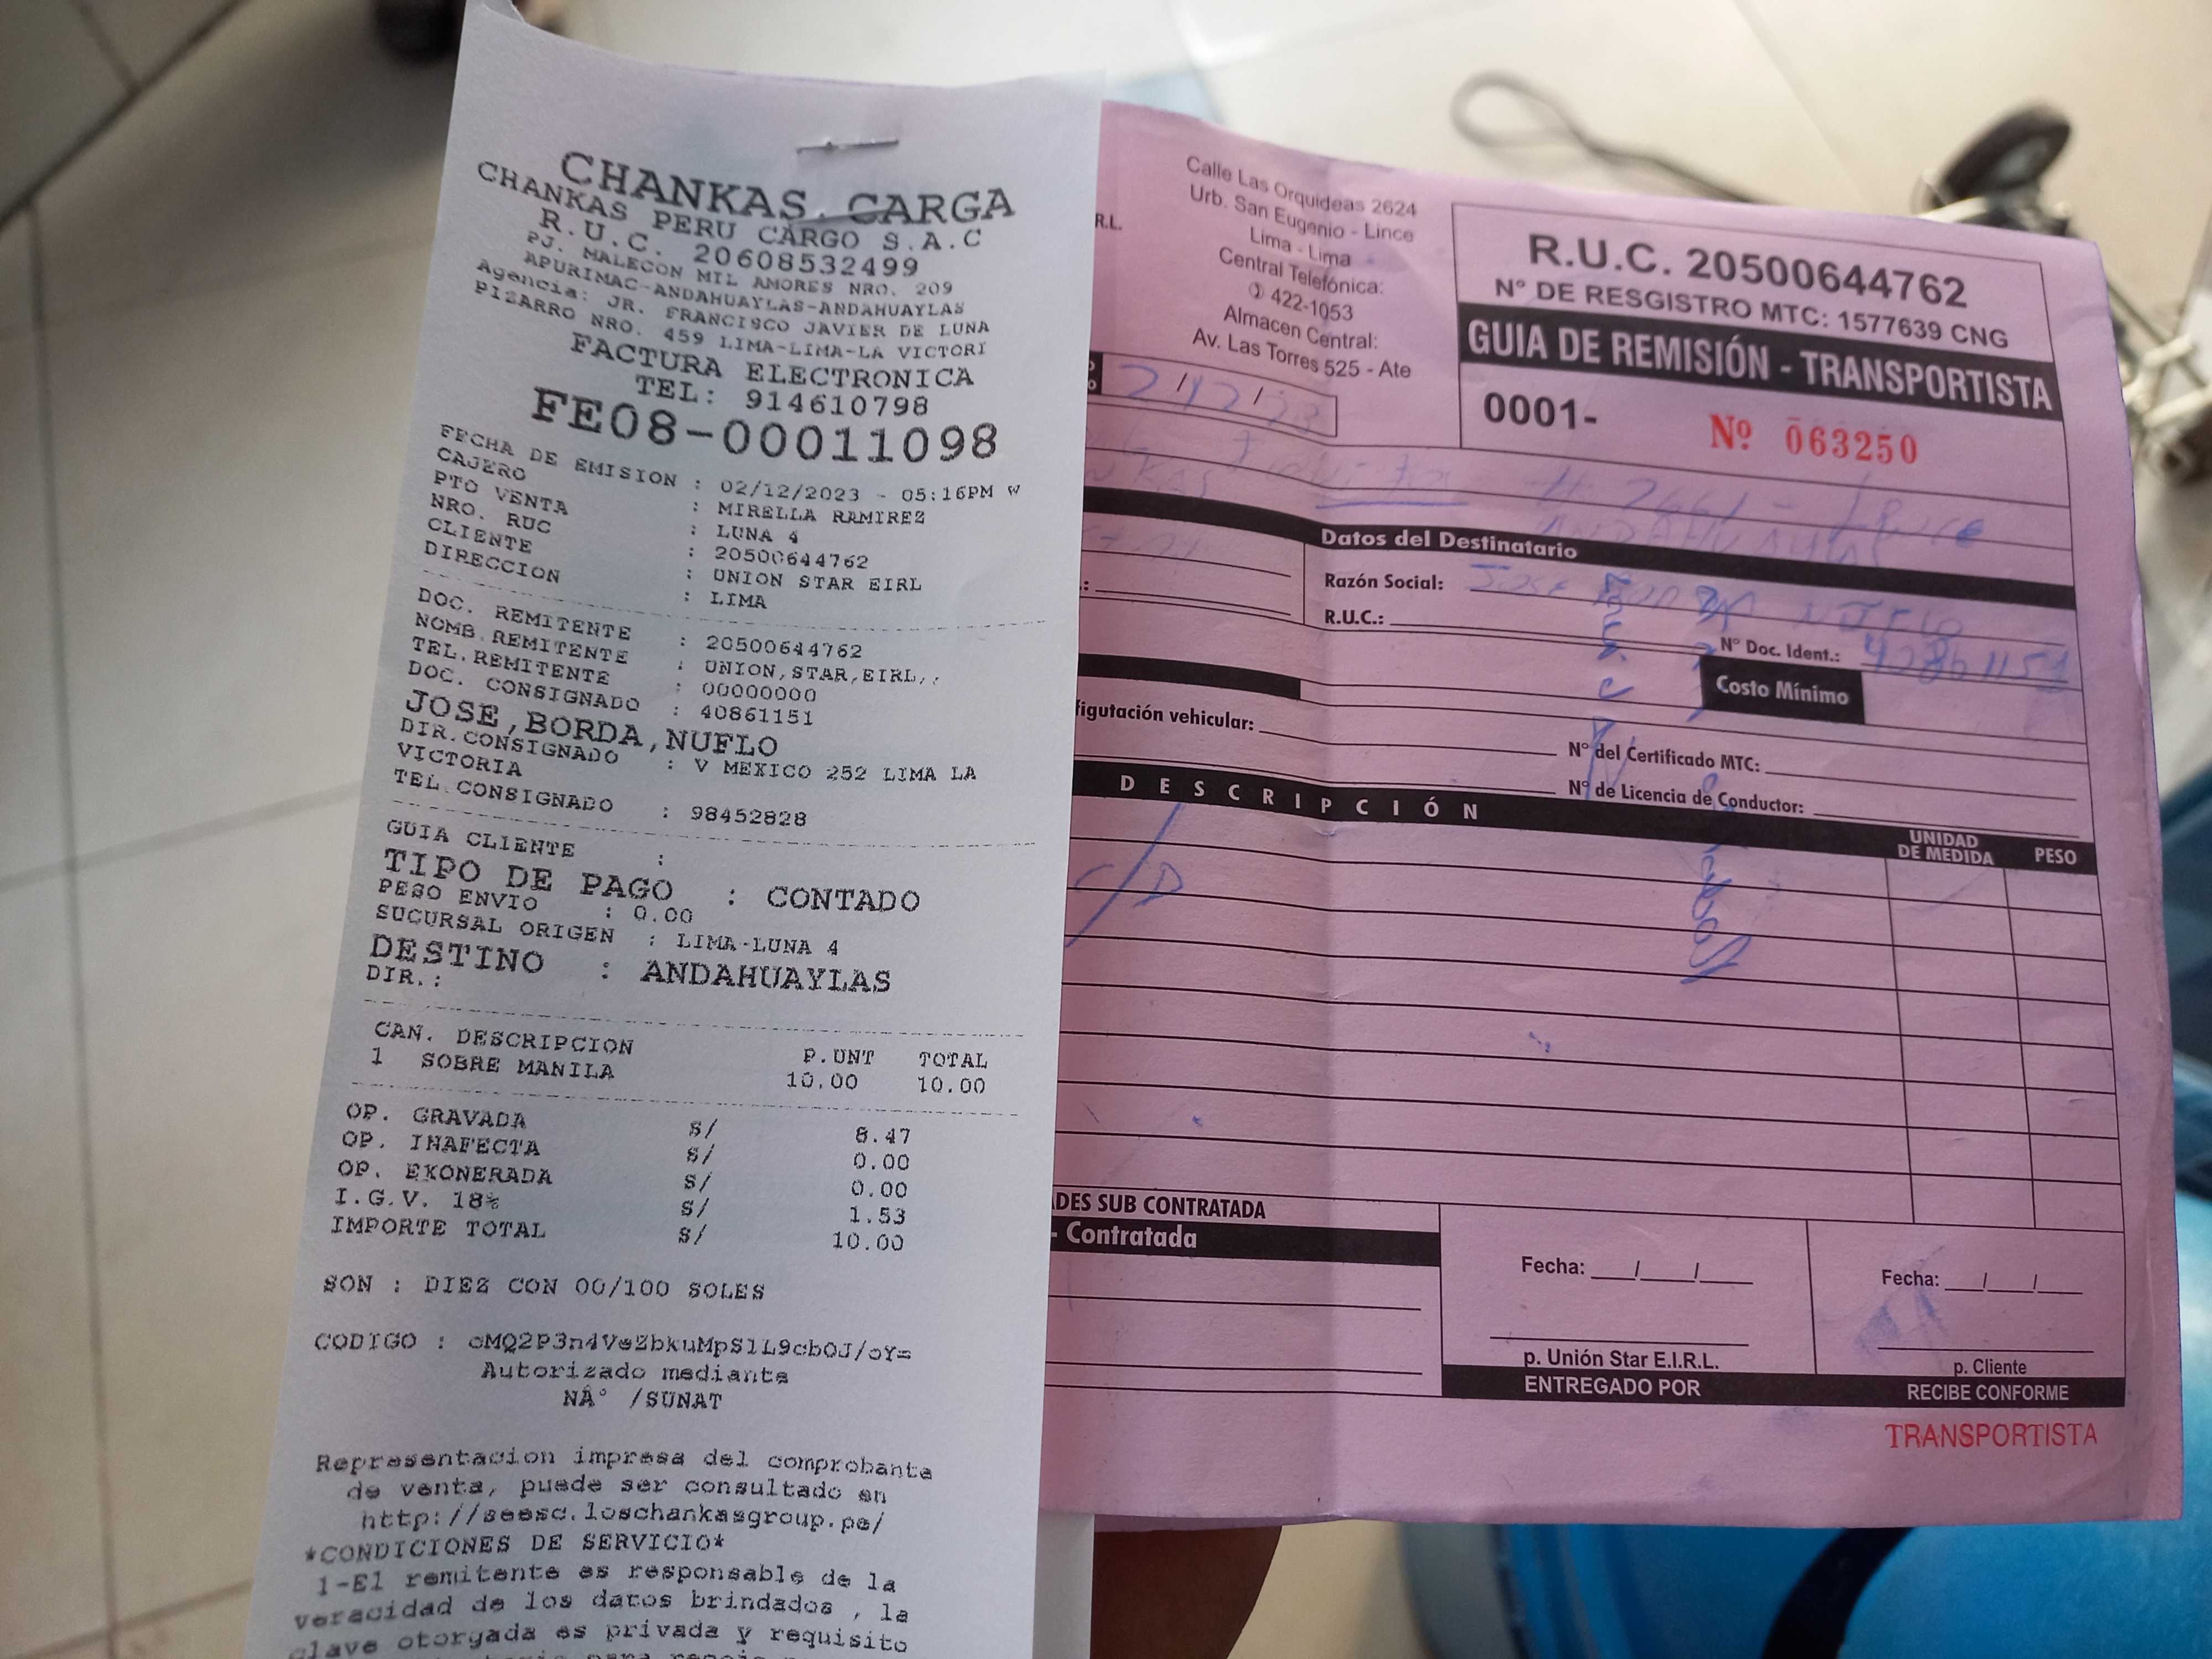 CHANKAS CARGA
CHANKAS PERU CARGO S.A.C
R.U.C. 20608532499
PJ. MALECON MIL AMORES NRO. 209
APURIMAC-ANDAHUAYLAS-ANDAHUAYLAS
Agencia: JR. FRANCISCO JAVIER DE LUNA
PIZARRO NRO. 459 LIMA-LIMA-LA VICTORI
FACTURA ELECTRONICA
TEL: 914610798
FE08-00011098
FECHA DE EMISION : 02/12/2023 - 05:16PM W
CAJERO : MIRELLA RAMIREZ
PTO VENTA : LUNA 4
NRO. RUC : 20500644762
CLIENTE : UNION STAR EIRL
DIRECCION : LIMA
DOC. REMITENTE : 20500644762
NOMB.REMITENTE : UNION,STAR,EIRL,,
TEL.REMITENTE : 00000000
DOC. CONSIGNADO : 40861151
JOSE,BORDA,NUFLO
DIR.CONSIGNADO : V MEXICO 252 LIMA LA
VICTORIA
TEL.CONSIGNADO : 98452828
GUIA CLIENTE :
TIPO DE PAGO : CONTADO
PESO ENVIO : 0.00
SUCURSAL ORIGEN : LIMA-LUNA 4
DESTINO : ANDAHUAYLAS
DIR.:
CAN. DESCRIPCION P.UNT TOTAL
1 SOBRE MANILA 10.00 10.00
OP. GRAVADA S/ 8.47
OP. INAFECTA S/ 0.00
OP. EXONERADA S/ 0.00
I.G.V. 18% S/ 1.53
IMPORTE TOTAL S/ 10.00
SON : DIEZ CON 00/100 SOLES
CODIGO : cMQ2P3n4VeZbkuMpS1L9cbOJ/oY=
Autorizado mediante
NÂ° /SUNAT
Representacion impresa del comprobante
de venta, puede ser consultado en
http://seesc.loschankasgroup.pe/
*CONDICIONES DE SERVICIO*
1-El remitente es responsable de la
veracidad de los datos brindados , la
clave otorgada es privada y requisito
R.L.
Calle Las Orquideas 2624
Urb. San Eugenio - Lince
Lima - Lima
Central Telefónica:
422-1053
Almacen Central:
Av. Las Torres 525 - Ate
R.U.C. 20500644762
N° DE RESGISTRO MTC: 1577639 CNG
GUIA DE REMISIÓN - TRANSPORTISTA
0001- Nº 063250
2/12/23
Datos del Destinatario
Razón Social:
R.U.C.:
N° Doc. Ident.:
Costo Mínimo
figutación vehicular:
N° del Certificado MTC:
N° de Licencia de Conductor:
DESCRIPCIÓN
UNIDAD DE MEDIDA
PESO
DES SUB CONTRATADA
- Contratada
Fecha: __/__/__
p. Unión Star E.I.R.L.
ENTREGADO POR
Fecha: __/__/__
p. Cliente
RECIBE CONFORME
TRANSPORTISTA